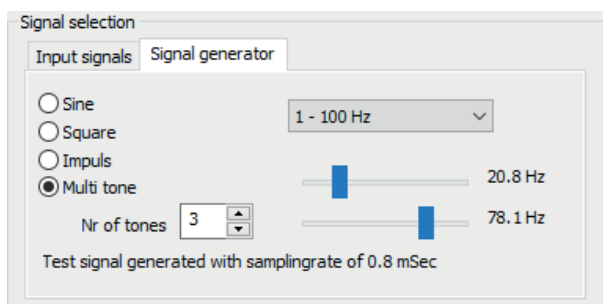 Signal selection
Input signals Signal generator
Sine
1 - 100 Hz
Square
Impuls
20.8 Hz
Multi tone
Nr of tones 3 78.1 Hz
Test signal generated with samplingrate of 0.8 mSec